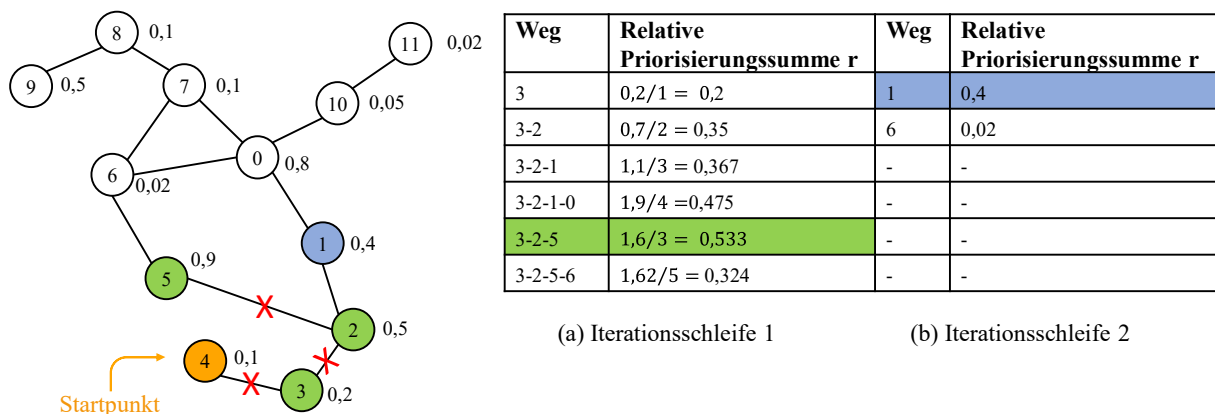 8 0,1
11 0,02
9 0,5
7 0,1
10 0,05
0 0,8
6 0,02
1 0,4
5 0,9
2 0,5
4 0,1
3 0,2
X
X
X
Startpunkt
Weg Relative Priorisierungssumme r Weg Relative Priorisierungssumme r
3 0,2/1 = 0,2 1 0,4
3-2 0,7/2 = 0,35 6 0,02
3-2-1 1,1/3 = 0,367 - -
3-2-1-0 1,9/4 =0,475 - -
3-2-5 1,6/3 = 0,533 - -
3-2-5-6 1,62/5 = 0,324 - -
(a) Iterationsschleife 1
(b) Iterationsschleife 2